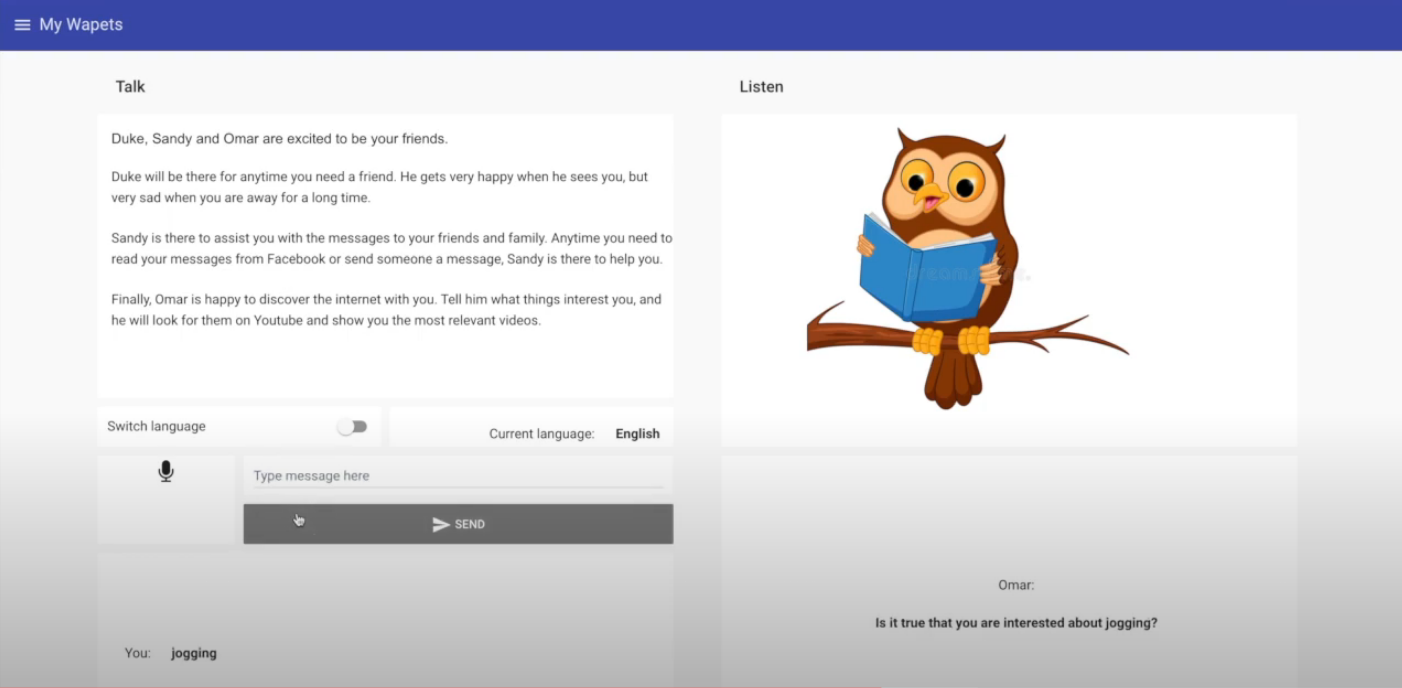 My Wapets
Talk
Duke, Sandy and Omar are excited to be your friends.
Duke will be there for anytime you need a friend. He gets very happy when he sees you, but
very sad when you are away for a long time.
Sandy is there to assist you with the messages to your friends and family. Anytime you need to
read your messages from Facebook or send someone a message, Sandy is there to help you.
Finally, Omar is happy to discover the internet with you. Tell him what things interest you, and
he will look for them on Youtube and show you the most relevant videos.
Switch language
Current language: English
Type message here
SEND
You: jogging
Listen
Omar:
Is it true that you are interested about jogging?